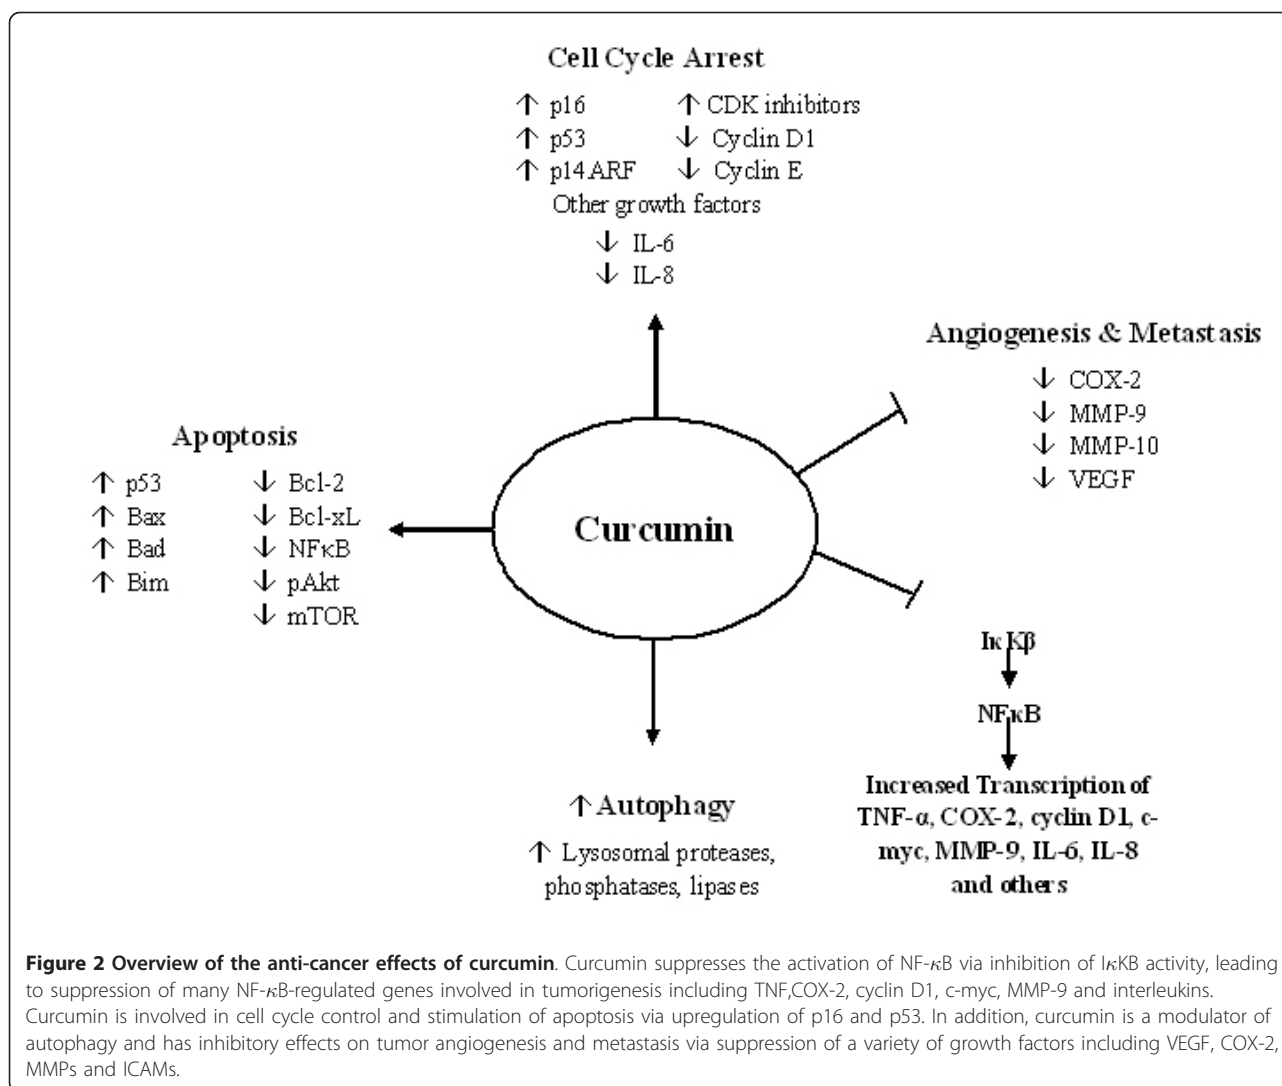 Cell Cycle Arrest
↑ p16 ↑ CDK inhibitors
↑ p53 ↓ Cyclin D1
↑ p14ARF ↓ Cyclin E
Other growth factors
↓ IL-6
↓ IL-8
Angiogenesis & Metastasis
↓ COX-2
↓ MMP-9
↓ MMP-10
↓ VEGF
Apoptosis
↑ p53 ↓ Bcl-2
↑ Bax ↓ Bcl-xL
↑ Bad ↓ NFκB
↑ Bim ↓ pAkt
↓ mTOR
Curcumin
IκKβ
NFκB
Increased Transcription of
TNF-α, COX-2, cyclin D1, c-
myc, MMP-9, IL-6, IL-8
and others
↑ Autophagy
↑ Lysosomal proteases,
phosphatases, lipases
Figure 2 Overview of the anti-cancer effects of curcumin. Curcumin suppresses the activation of NF-κB via inhibition of IκKB activity, leading
to suppression of many NF-κB-regulated genes involved in tumorigenesis including TNF,COX-2, cyclin D1, c-myc, MMP-9 and interleukins.
Curcumin is involved in cell cycle control and stimulation of apoptosis via upregulation of p16 and p53. In addition, curcumin is a modulator of
autophagy and has inhibitory effects on tumor angiogenesis and metastasis via suppression of a variety of growth factors including VEGF, COX-2,
MMPs and ICAMs.